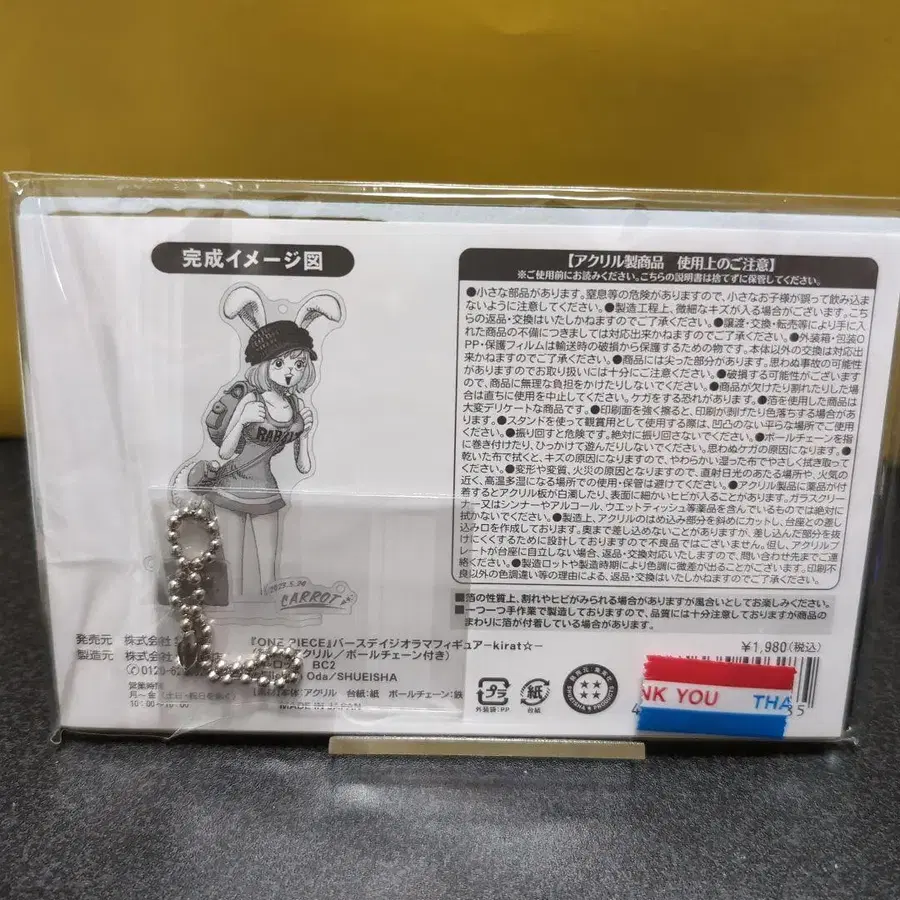 完成イメージ図
RABBIT
2023.5.24
CARROT
【アクリル製商品 使用上のご注意】
※ご使用前にお読みください。こちらの説明書は捨てずに保管してください。
●小さな部品があります。窒息等の危険がありますので、小さなお子様が誤って飲み込ま
ないように注意してください。●製造工程上、微細なキズが入る場合がございます。こち
らの返品・交換はいたしかねますのでご了承ください。●譲渡・交換・転売等により手に入
れた商品の不備につきましては対応出来かねますのでご了承ください。●外装箱・包装O
PP・保護フィルムは輸送時の破損から保護するための物です。本体以外の交換は対応出
来かねますのでご了承ください。●商品には尖った部分があります。思わぬ事故の可能性
がありますのでお取り扱いには十分にご注意ください。●破損する可能性がございます
ので、商品に無理な負担をかけたりしないでください。●商品が欠けたり割れたりした場
合は直ちに使用を中止してください。ケガをする恐れがあります。●箔を使用した商品は
大変デリケートな商品です。●印刷面を強く擦ると、印刷が剥げたり色落ちする場合があ
ります。●スタンドを使って観賞用として使用する際は、凹凸のない平らな場所でご使用
ください。●振り回すと危険です。絶対に振り回さないでください。●ボールチェーンを指
に巻き付けたり、ひっかけて遊んだりしないでください。思わぬケガの原因になります。●
乾いた布で拭くと、キズの原因になりますので、やわらかい湿った布でやさしく拭き取って
ください。●変形や変質、火災の原因となりますので、直射日光のあたる場所や、火気の
近く、高温多湿になる場所での使用・保管は避けてください。●アクリル製品に薬品が付
着するとアクリル板が白濁したり、表面に細かいヒビが入ることがあります。ガラスクリー
ナー又はシンナーやアルコール、ウエットティッシュ等薬品を含んでいるものでは絶対に
拭かないでください。●製造上、アクリルのはめ込み部分を斜めにカットし、台座との差し
込み口を作成しております。奥まで差し込めないことがありますが、差し込んだ部分を抜
けにくくするために設計しておりますので不良品ではございません。但し、アクリルプ
レートが台座に自立しない場合、返品・交換対応いたしますので、問い合わせ先までご連
絡ください。●製造ロットや製造時期により色調に微差が出ることがございます。印刷不
良以外の色調違い等の理由による、返品・交換はいたしかねますのでご了承ください。
■箔の性質上、割れやヒビがみられる場合がありますが風合いとしてお楽しみください。
■一つ一つ手作業で製造しておりますので、品質には十分注意しておりますが商品の
まわりに箔が付着している場合があります。
発売元 株式会社
製造元 株式会社
0120-6
営業時間
月〜金（土日・祝日を除く）
10:00〜16:00
『ONE PIECE』バースデイジオラマフィギュアーkirat☆ー
アクリル／ボールチェーン付き）
BC2
Oda/SHUEISHA
本体：アクリル 台紙：紙 ボールチェーン：鉄
MADE IN JAPAN
プラ
外装袋：PP
紙
台紙
¥1,980(税込)
NK YOU THA
4
35